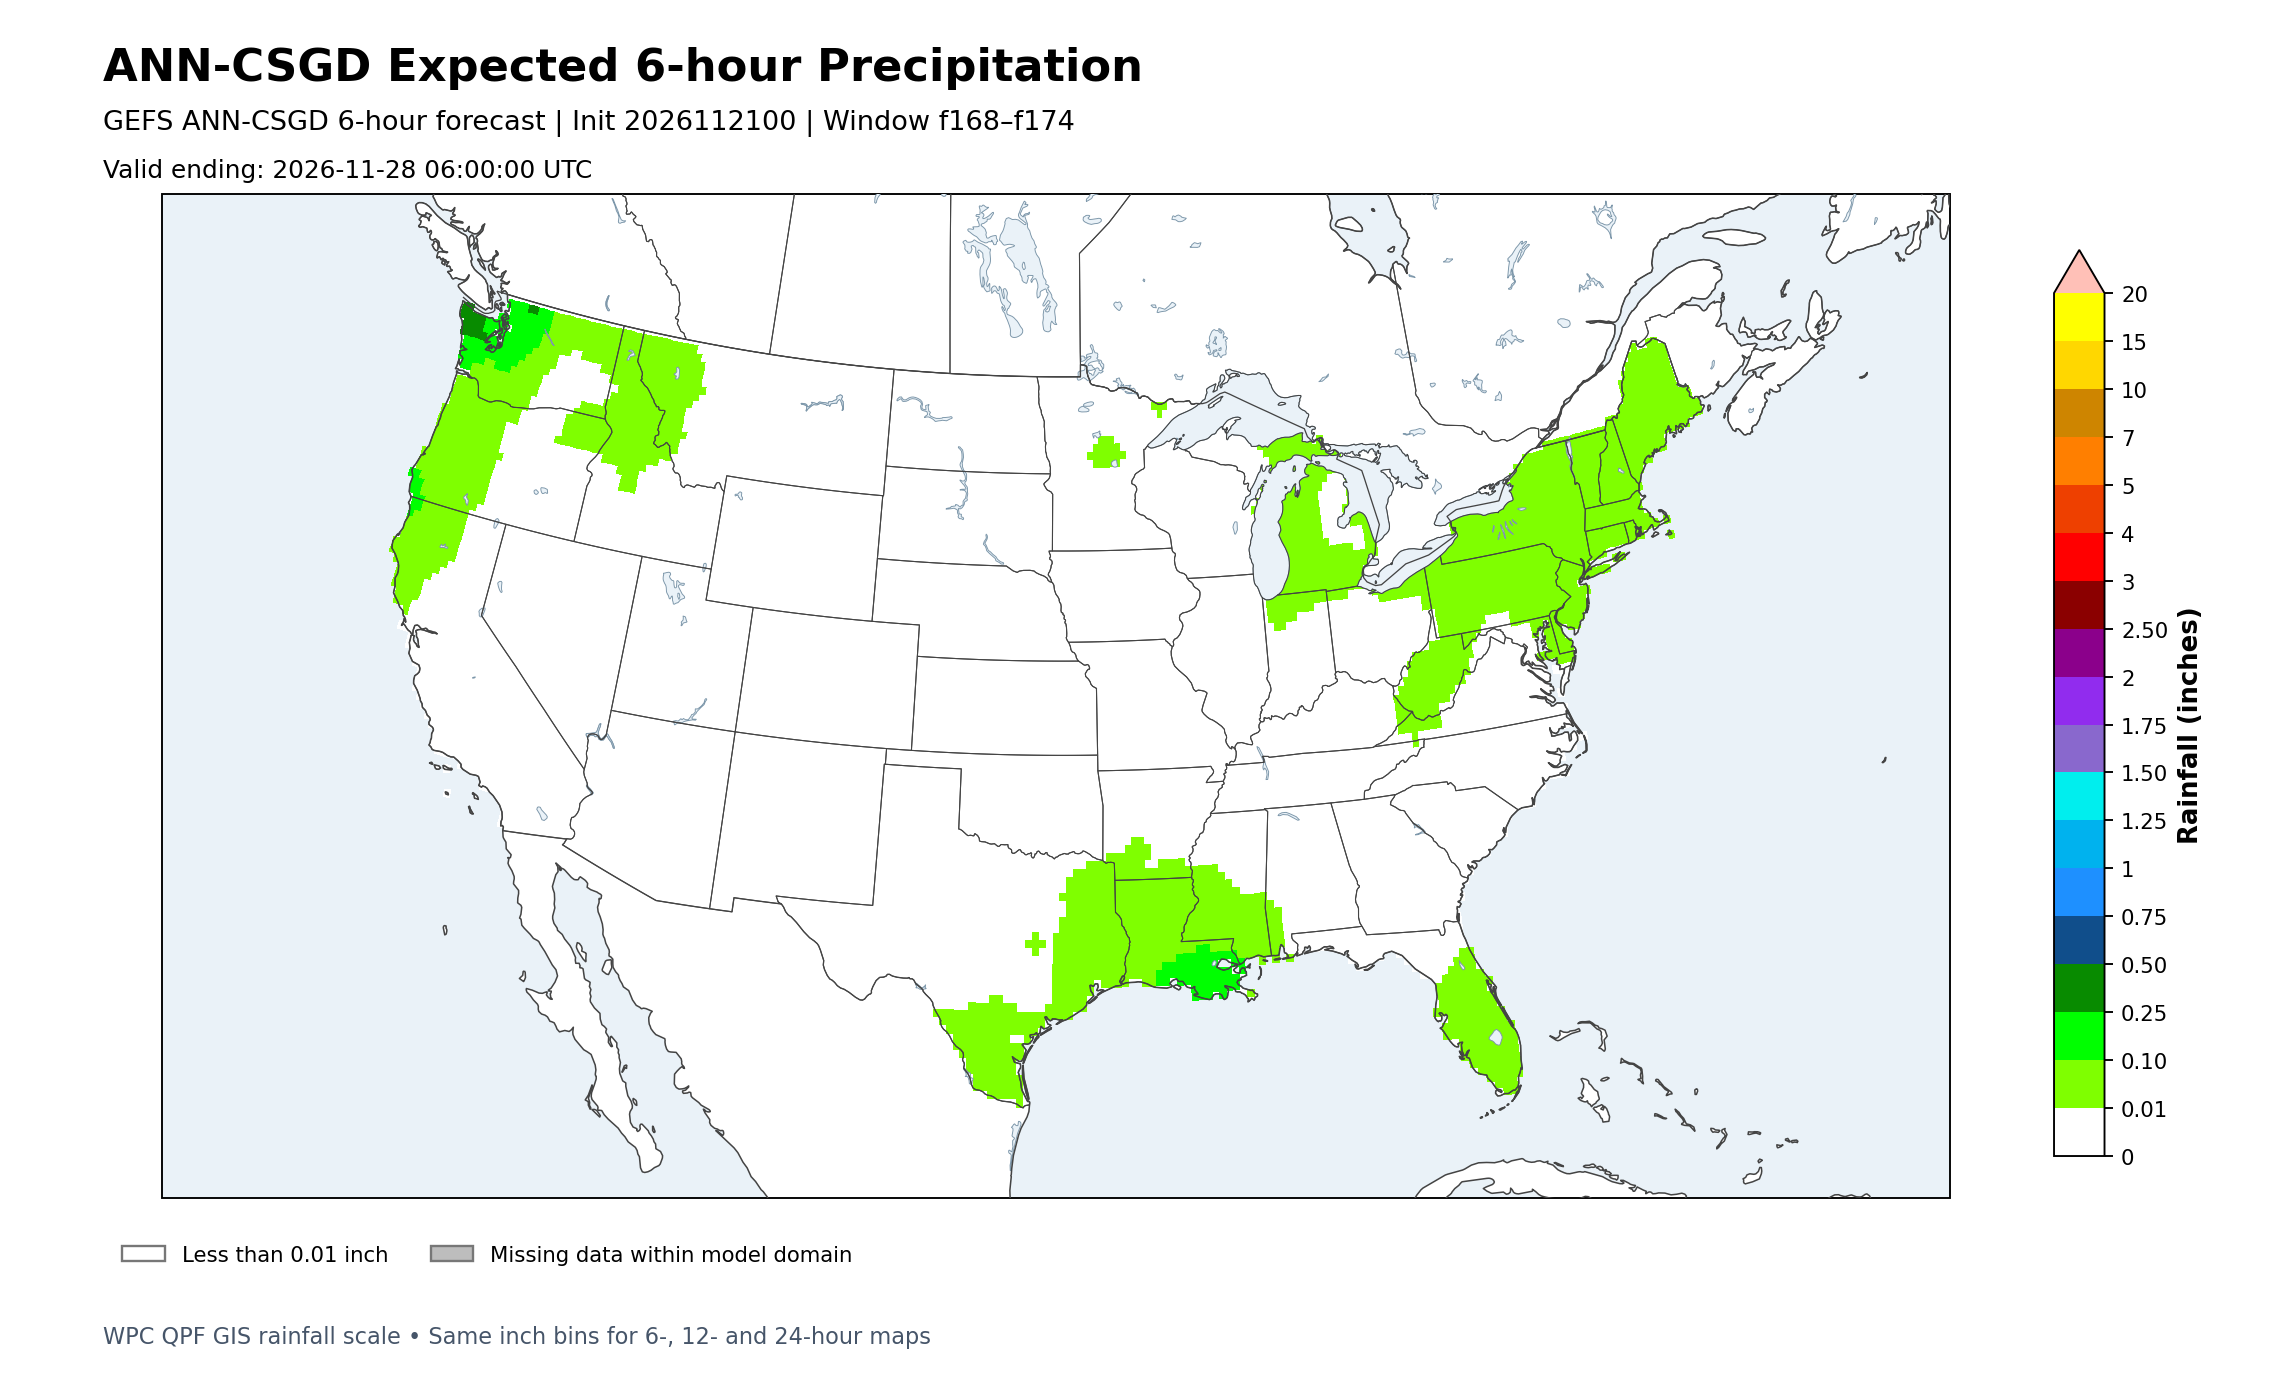 ANN-CSGD Expected 6-hour Precipitation
GEFS ANN-CSGD 6-hour forecast | Init 2026112100 | Window f168–f174
Valid ending: 2026-11-28 06:00:00 UTC
20
15
10
7
5
4
3
2.50
2
1.75
1.50
1.25
1
0.75
0.50
0.25
0.10
0.01
0
Rainfall (inches)
Less than 0.01 inch
Missing data within model domain
WPC QPF GIS rainfall scale • Same inch bins for 6-, 12- and 24-hour maps